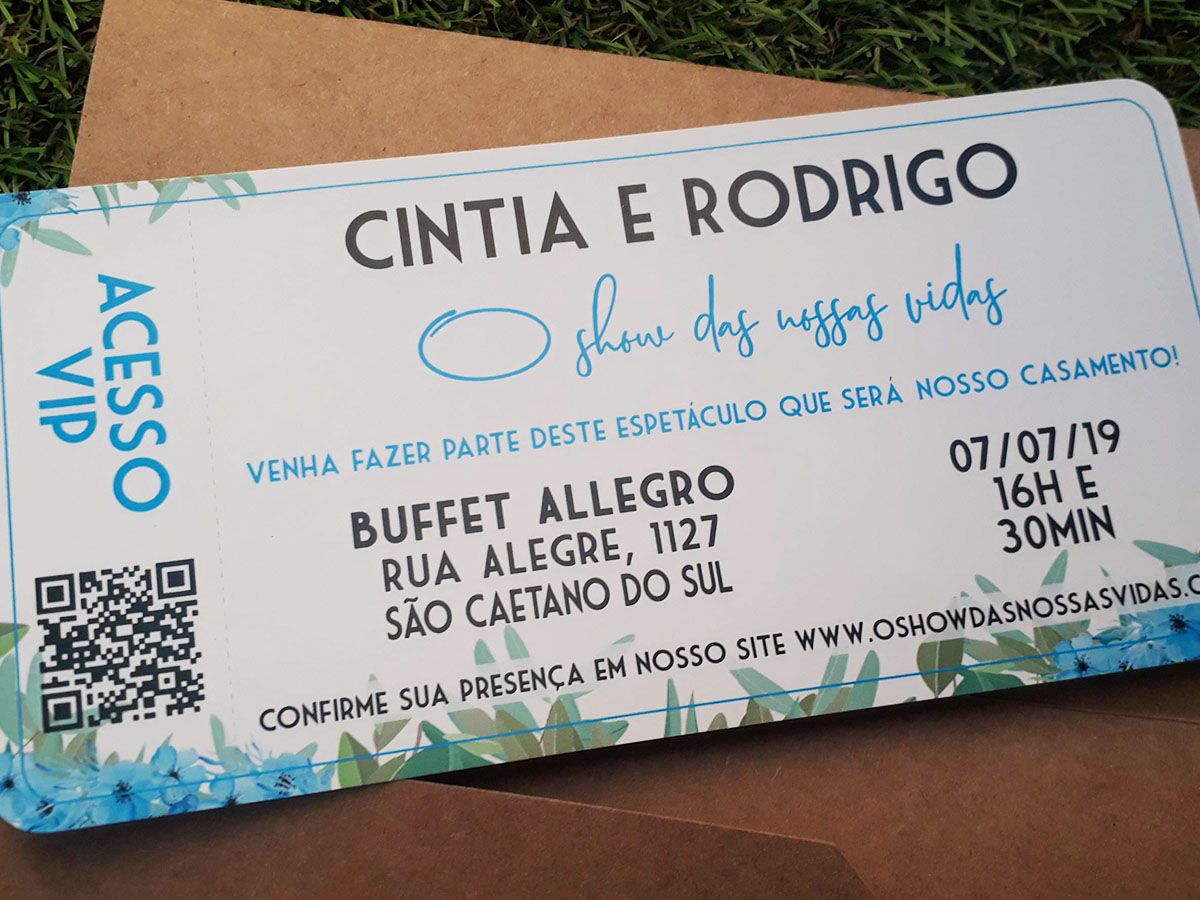 ACESSO
VIP
CINTIA E RODRIGO
O show das nossas vidas
VENHA FAZER PARTE DESTE ESPETÁCULO QUE SERÁ NOSSO CASAMENTO!
BUFFET ALLEGRO
RUA ALEGRE, 1127
SÃO CAETANO DO SUL
07/07/19
16H E
30MIN
CONFIRME SUA PRESENÇA EM NOSSO SITE WWW.OSHOWDASNOSSASVIDAS.C